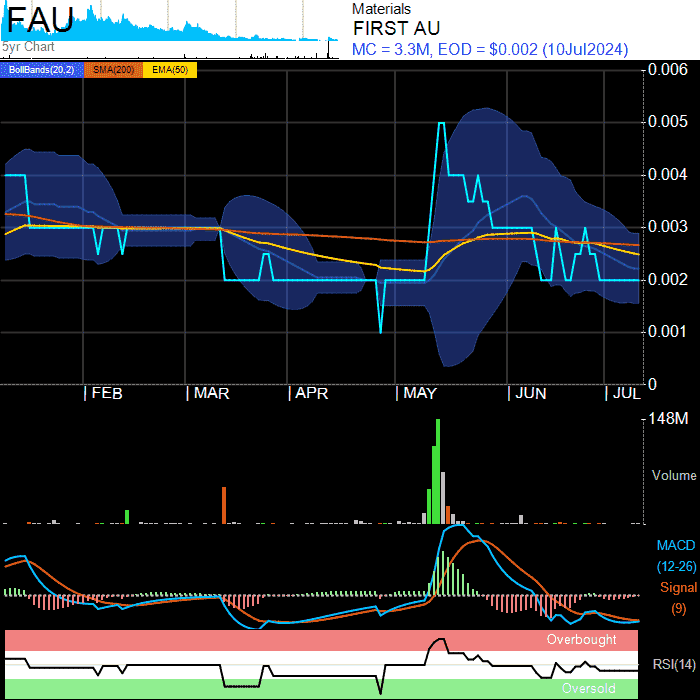 FAU
5yr Chart
Materials
FIRST AU
MC = 3.3M, EOD = $0.002 (10Jul2024)
BollBands(20,2) SMA(200) EMA(50)
0.006
0.005
0.004
0.003
0.002
0.001
0
FEB MAR APR MAY JUN JUL
148M
Volume
MACD
(12-26)
Signal
(9)
Overbought
RSI(14)
Oversold